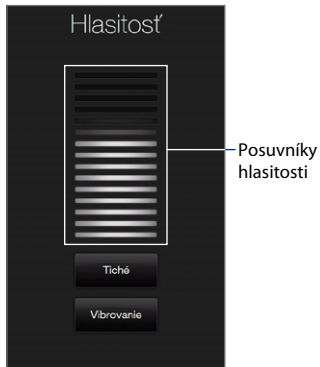 Hlasitosť
Posuvníky
hlasitosti
Tiché
Vibrovanie